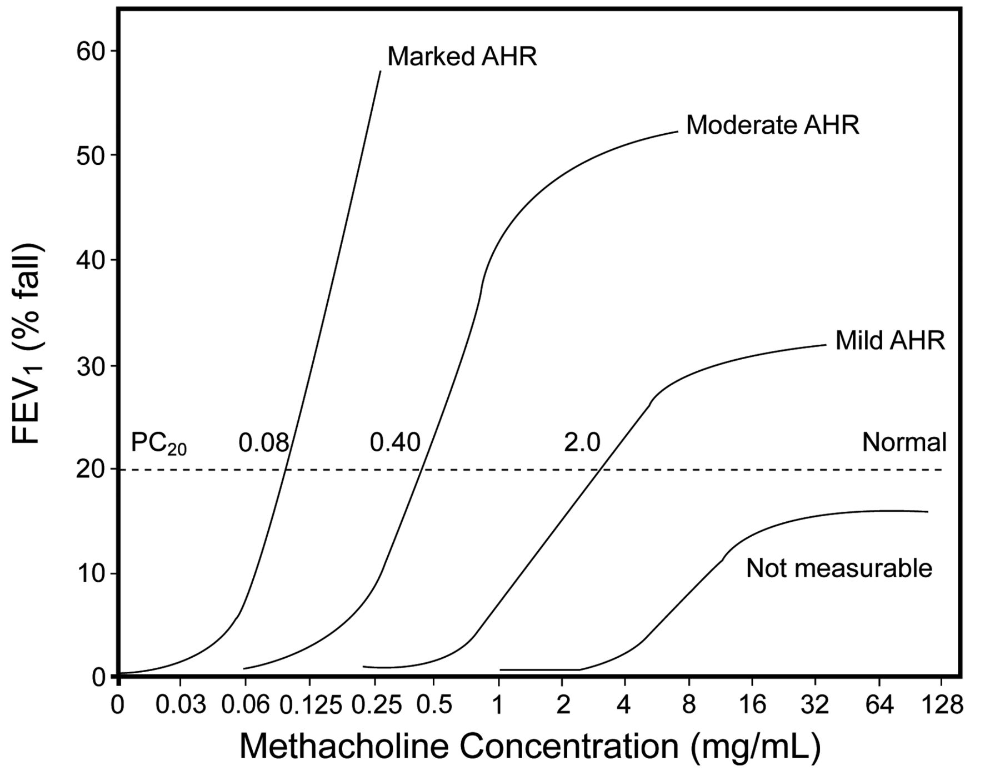 60
Marked AHR
Moderate AHR
50
40
Mild AHR
30
PC20 0.08 0.40 2.0 Normal
20
10
Not measurable
0
0 0.03 0.06 0.125 0.25 0.5 1 2 4 8 16 32 64 128
Methacholine Concentration (mg/mL)
FEV1 (% fall)